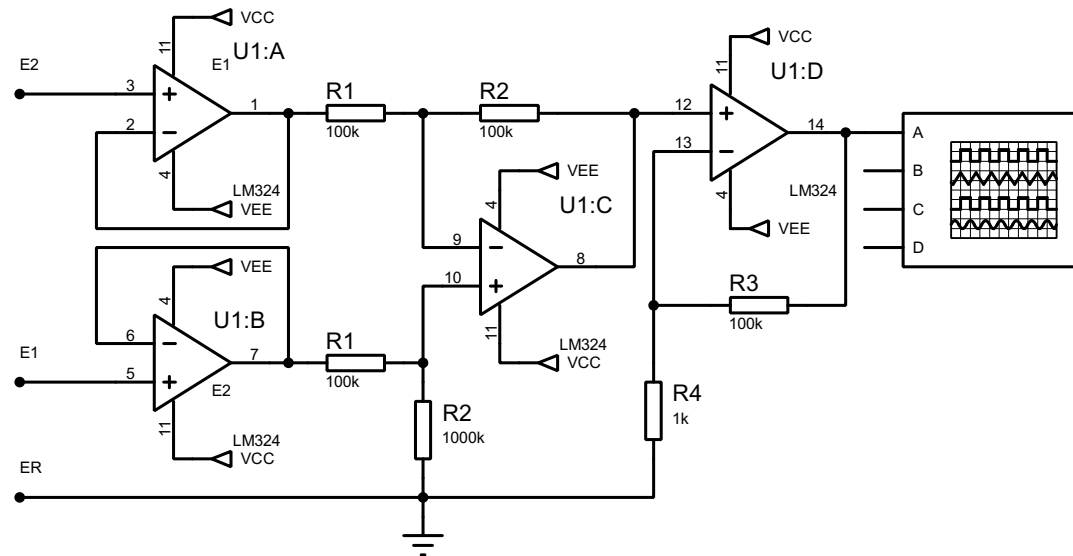 VCC
11
U1:A
E2
E1
3
2
1
4
LM324
VEE
R1
100k
R2
100k
VCC
11
U1:D
12
13
14
4
LM324
VEE
A
B
C
D
VEE
4
U1:C
9
10
8
11
LM324
VCC
R3
100k
VEE
4
U1:B
6
5
7
E1
E2
11
LM324
VCC
R1
100k
R2
1000k
R4
1k
ER